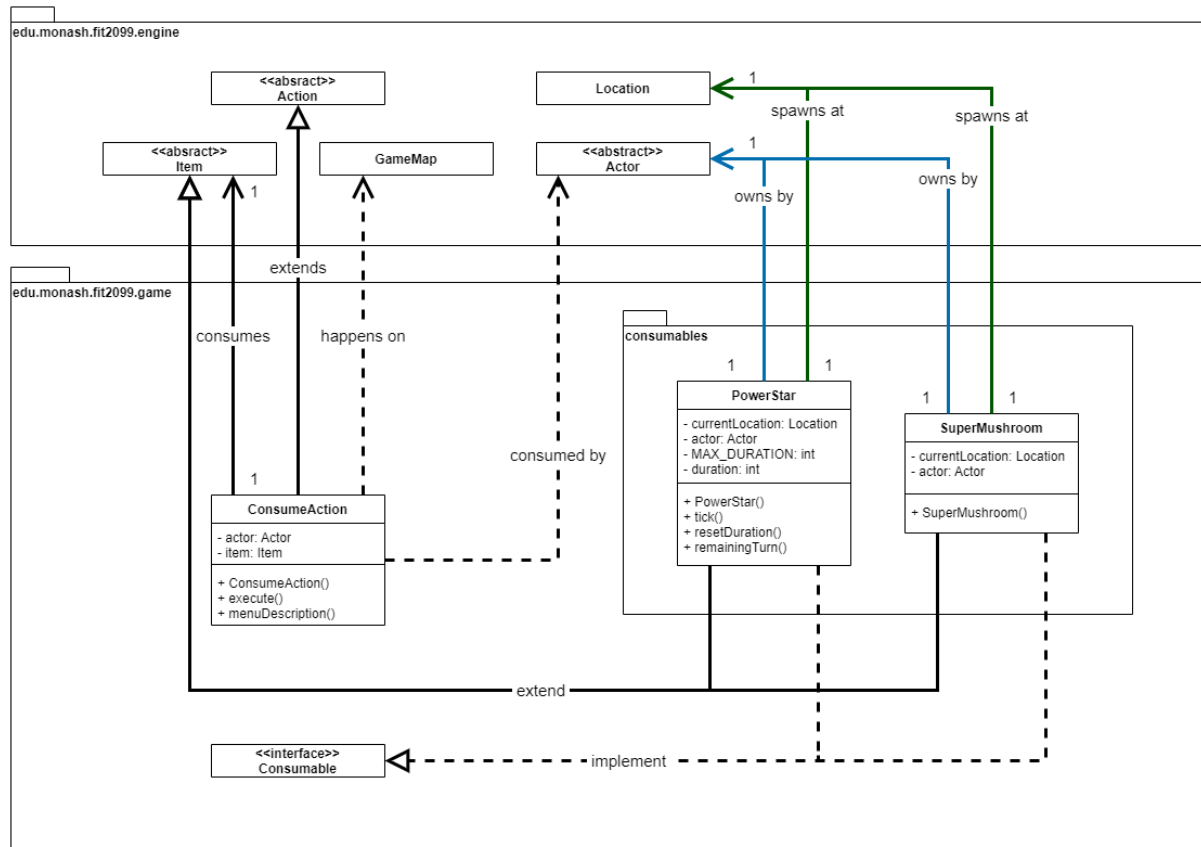 edu.monash.fit2099.engine
<<absract>>
Action
Location
1
spawns at
spawns at
<<absract>>
Item
GameMap
<<abstract>>
Actor
1
owns by
owns by
1
extends
edu.monash.fit2099.game
consumes
happens on
consumables
1
1
1
1
PowerStar
- currentLocation: Location
- actor: Actor
- MAX_DURATION: int
- duration: int
+ PowerStar()
+ tick()
+ resetDuration()
+ remainingTurn()
SuperMushroom
- currentLocation: Location
- actor: Actor
+ SuperMushroom()
consumed by
1
ConsumeAction
- actor: Actor
- item: Item
+ ConsumeAction()
+ execute()
+ menuDescription()
extend
<<interface>>
Consumable
implement